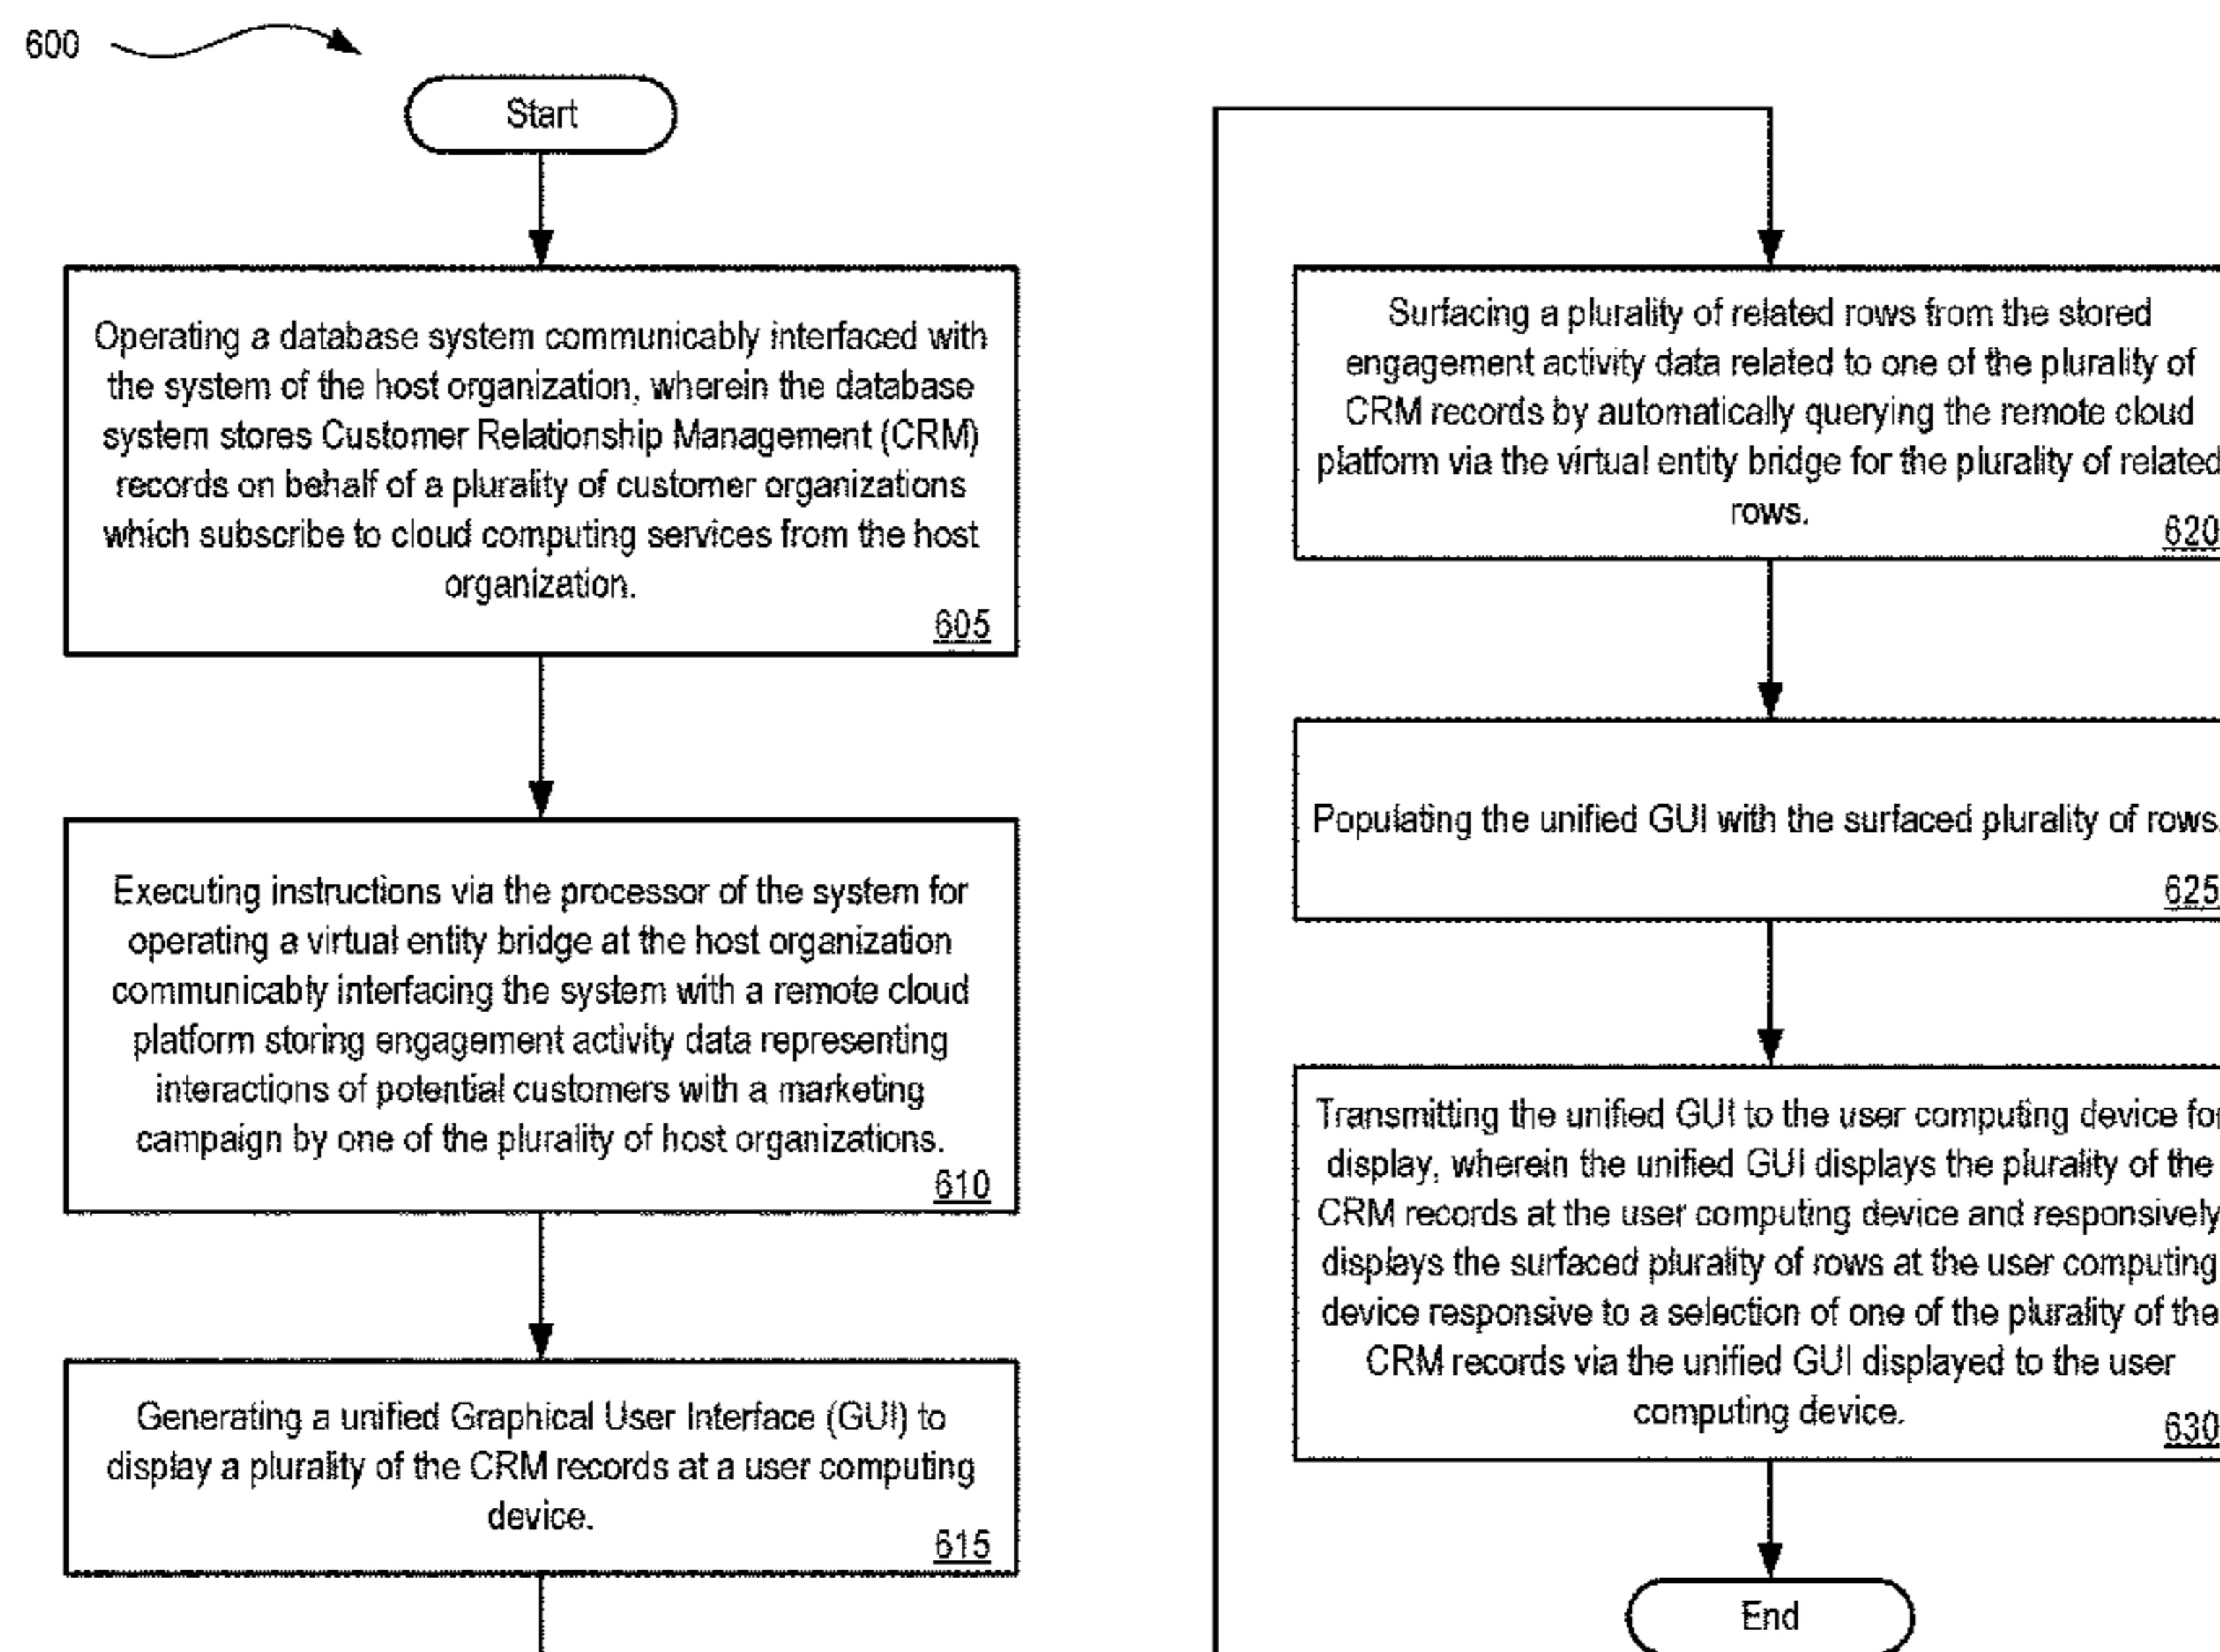 600
Start
Operating a database system communicably interfaced with
the system of the host organization, wherein the database
system stores Customer Relationship Management (CRM)
records on behalf of a plurality of customer organizations
which subscribe to cloud computing services from the host
organization.
605
Executing instructions via the processor of the system for
operating a virtual entity bridge at the host organization
communicably interfacing the system with a remote cloud
platform storing engagement activity data representing
interactions of potential customers with a marketing
campaign by one of the plurality of host organizations.
610
Generating a unified Graphical User Interface (GUI) to
display a plurality of the CRM records at a user computing
device.
615
Surfacing a plurality of related rows from the stored
engagement activity data related to one of the plurality of
CRM records by automatically querying the remote cloud
platform via the virtual entity bridge for the plurality of related
rows.
620
Populating the unified GUI with the surfaced plurality of rows.
625
Transmitting the unified GUI to the user computing device for
display, wherein the unified GUI displays the plurality of the
CRM records at the user computing device and responsively
displays the surfaced plurality of rows at the user computing
device responsive to a selection of one of the plurality of the
CRM records via the unified GUI displayed to the user
computing device.
630
End